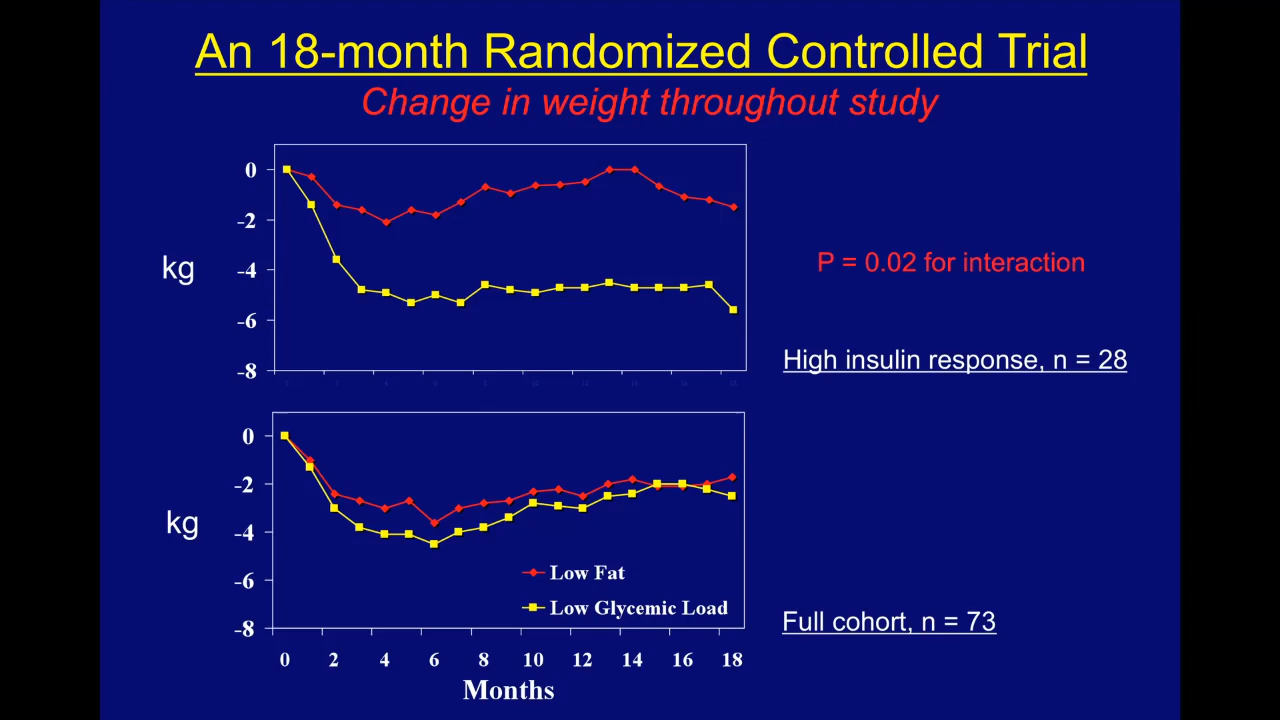 An 18-month Randomized Controlled Trial
Change in weight throughout study
0
-2
-4
-6
-8
kg
P = 0.02 for interaction
High insulin response, n = 28
0
-2
-4
-6
-8
kg
Low Fat
Low Glycemic Load
Full cohort, n = 73
0 2 4 6 8 10 12 14 16 18
Months